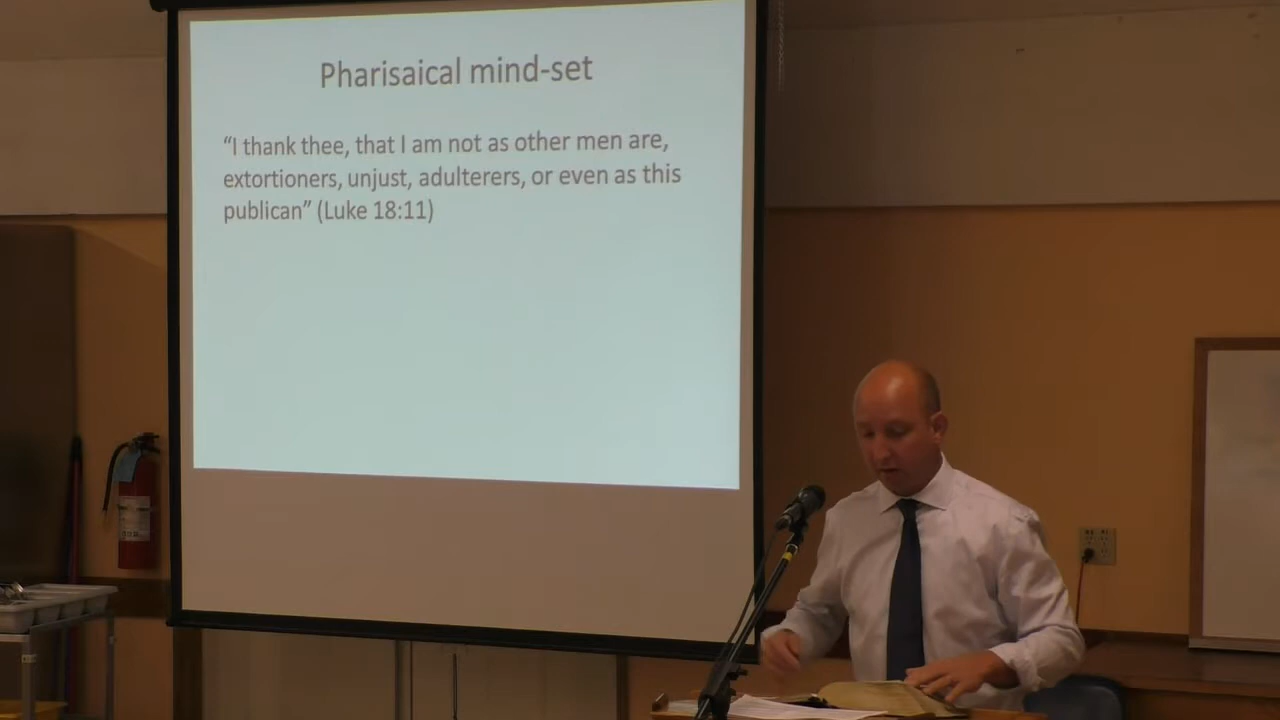 Pharisaical mind-set
“I thank thee, that I am not as other men are,
extortioners, unjust, adulterers, or even as this
publican” (Luke 18:11)